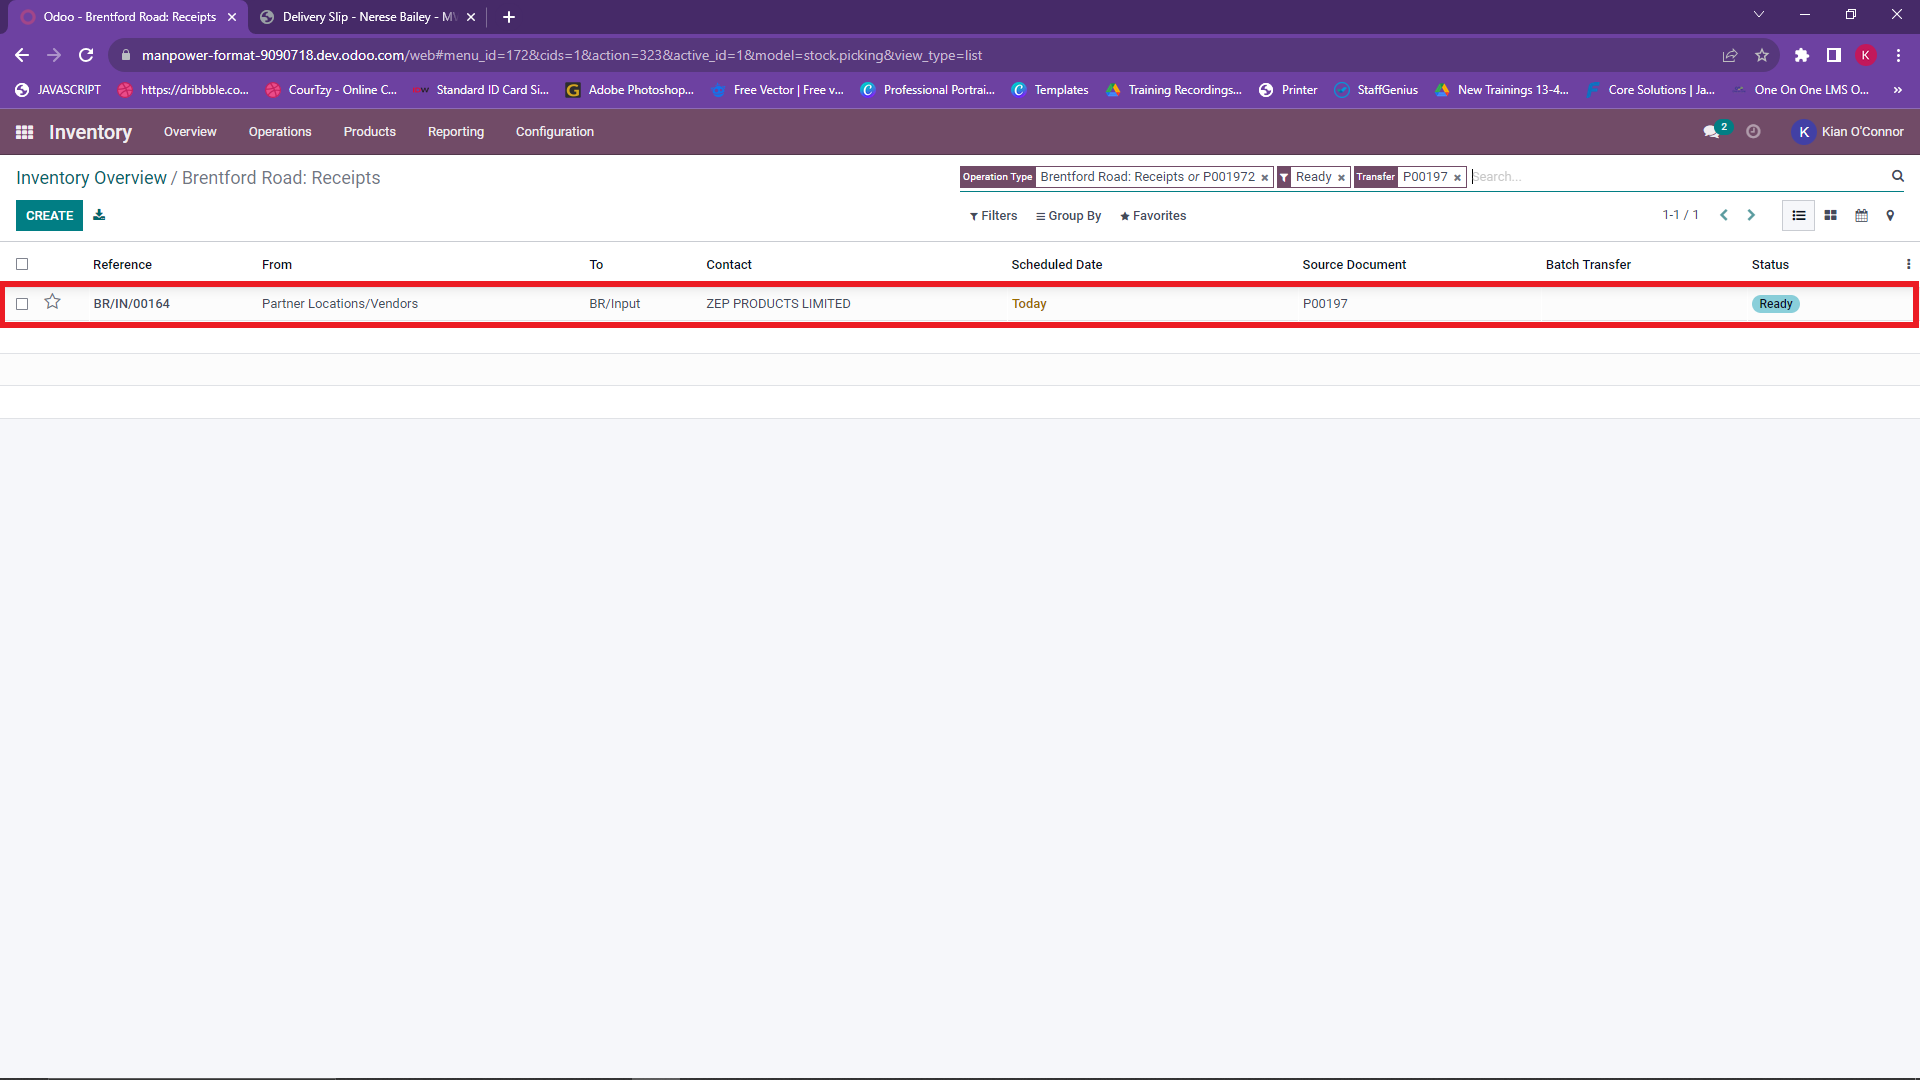 Odoo - Brentford Road: Receipts
Delivery Slip - Nerese Bailey - MV
manpower-format-9090718.dev.odoo.com/web#menu_id=172&cids=1&action=323&active_id=1&model=stock.picking&view_type=list
K
JAVASCRIPT https://dribbble.co... CourTzy - Online C... Standard ID Card Si... Adobe Photoshop... Free Vector | Free v... Professional Portrai... Templates Training Recordings... Printer StaffGenius New Trainings 13-4... Core Solutions | Ja... One On One LMS O... »
Inventory Overview Operations Products Reporting Configuration 2 K Kian O'Connor
Inventory Overview / Brentford Road: Receipts
Operation Type Brentford Road: Receipts or P001972 Ready Transfer P00197 Search...
CREATE
Filters Group By Favorites 1-1 / 1
Reference From To Contact Scheduled Date Source Document Batch Transfer Status
BR/IN/00164 Partner Locations/Vendors BR/Input ZEP PRODUCTS LIMITED Today P00197 Ready